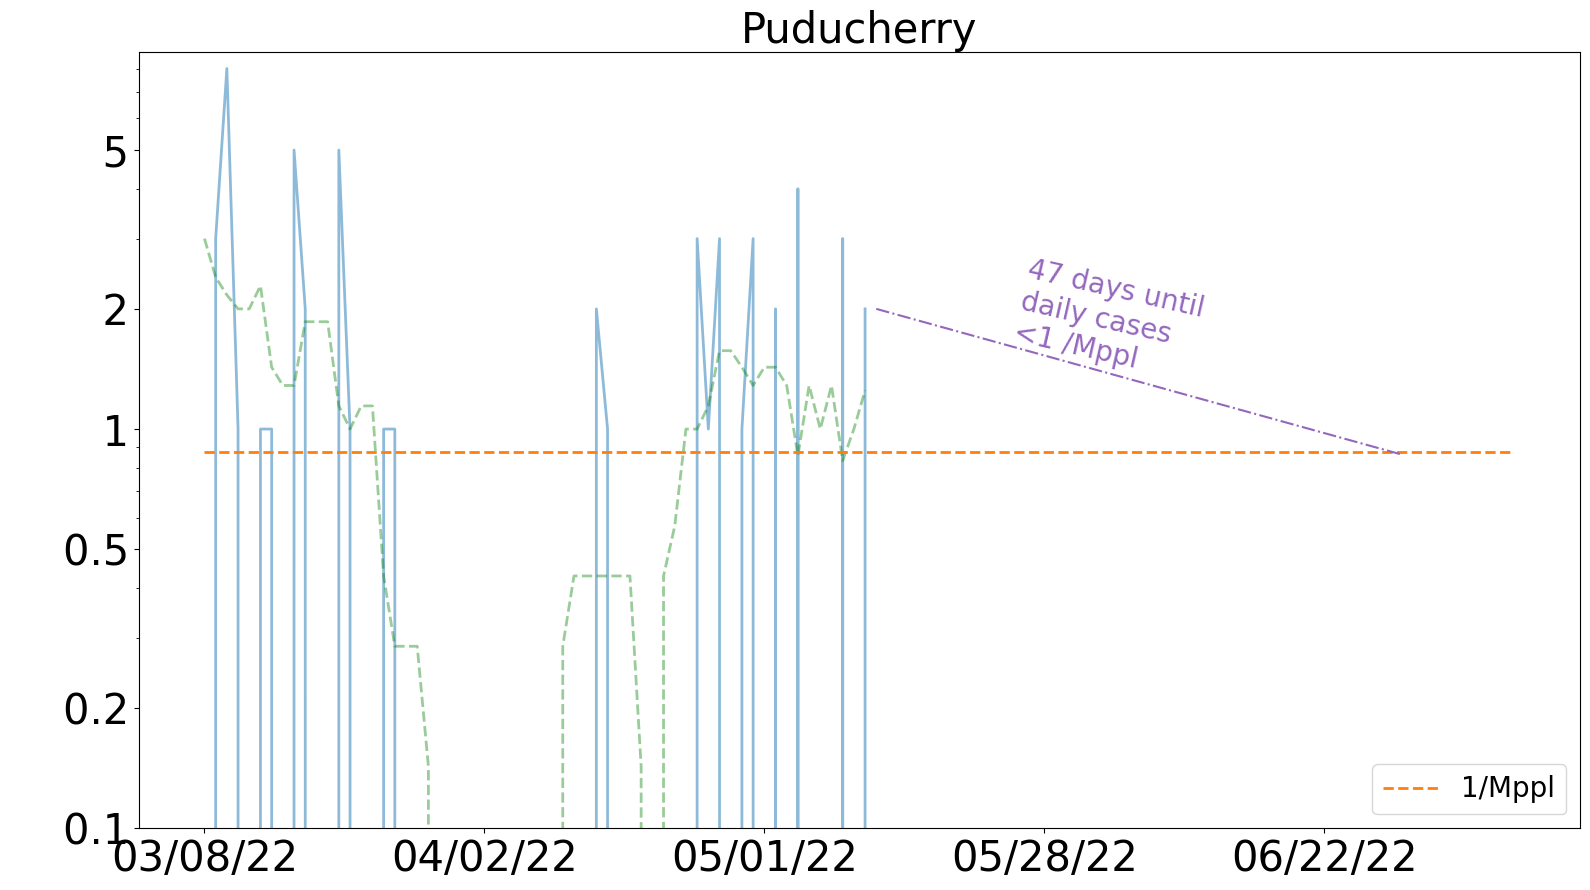 Puducherry
5
2
1
0.5
0.2
0.1
47 days until
daily cases
<1 /Mppl
1/Mppl
03/08/22 04/02/22 05/01/22 05/28/22 06/22/22